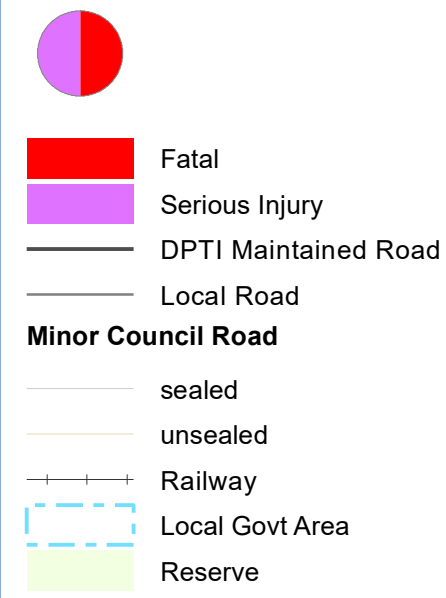 Fatal
Serious Injury
DPTI Maintained Road
Local Road
Minor Council Road
sealed
unsealed
Railway
Local Govt Area
Reserve